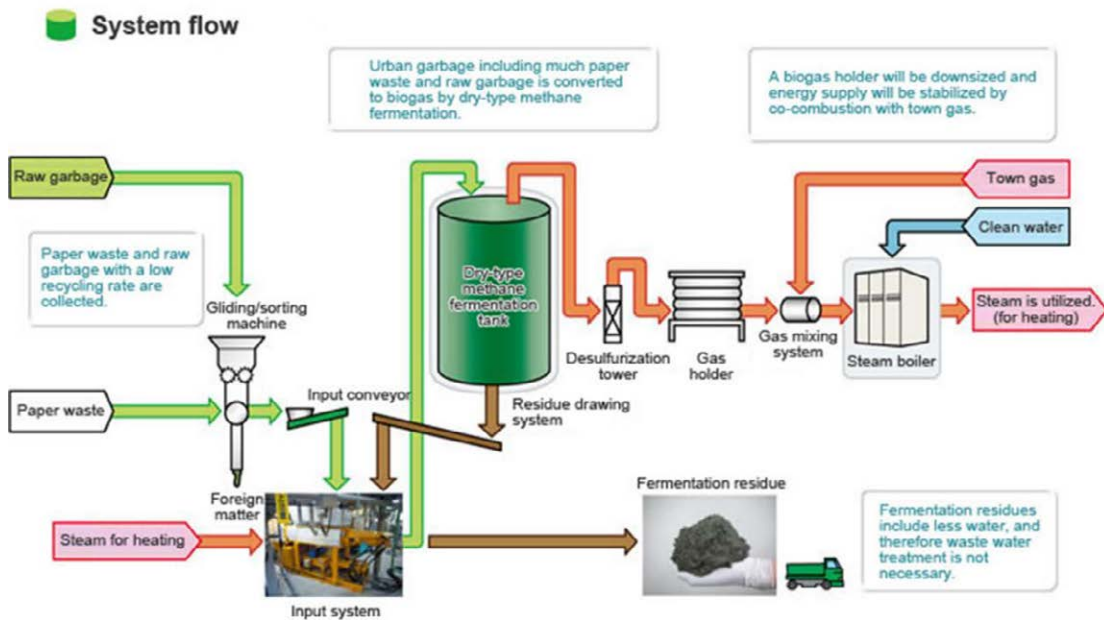 System flow
Urban garbage including much paper
waste and raw garbage is converted
to biogas by dry-type methane
fermentation.
A biogas holder will be downsized and
energy supply will be stabilized by
co-combustion with town gas.
Raw garbage
Town gas
Clean water
Paper waste and raw
garbage with a low
recycling rate are
collected.
Gliding/sorting
machine
Dry-type
methane
fermentation
tank
Steam is utilized.
(for heating)
Desulfurization
tower
Gas
holder
Gas mixing
system
Steam boiler
Paper waste
Input conveyor
Residue drawing
system
Foreign
matter
Fermentation residue
Steam for heating
Fermentation residues
include less water, and
therefore waste water
treatment is not
necessary.
Input system